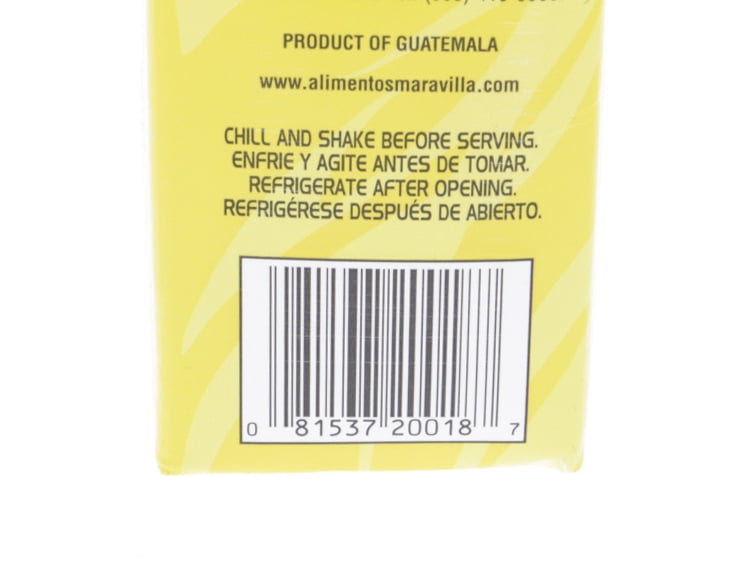 PRODUCT OF GUATEMALA
www.alimentosmaravilla.com
CHILL AND SHAKE BEFORE SERVING.
ENFRIE Y AGITE ANTES DE TOMAR.
REFRIGERATE AFTER OPENING.
REFRIGÉRESE DESPUÉS DE ABIERTO.
0 81537 20018 7